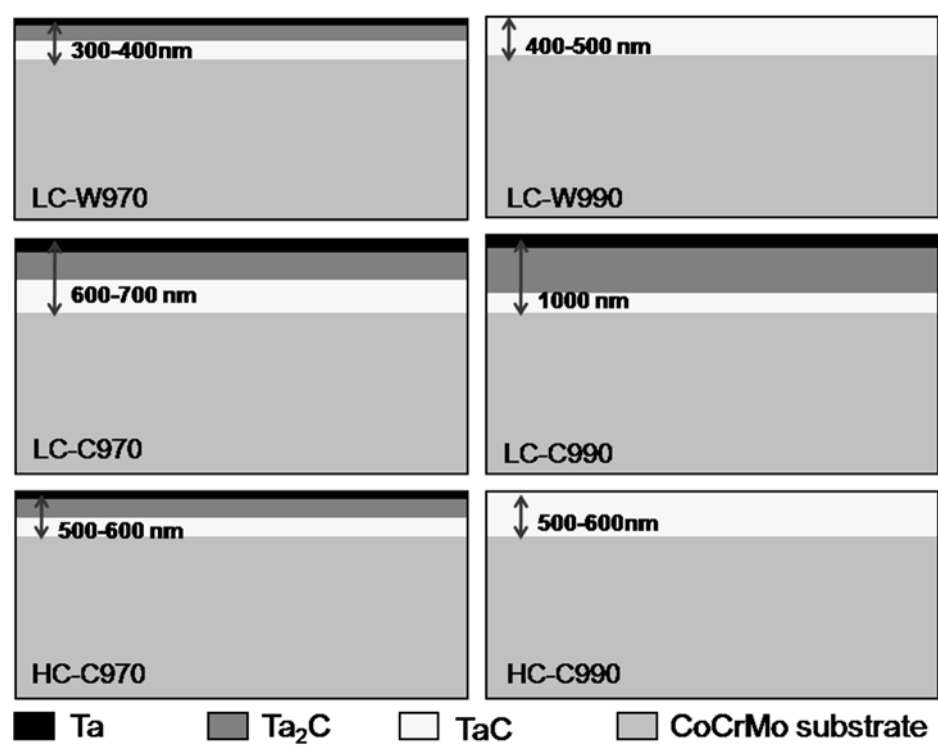 300-400nm
LC-W970
400-500 nm
LC-W990
600-700 nm
LC-C970
1000 nm
LC-C990
500-600 nm
HC-C970
500-600nm
HC-C990
Ta Ta₂C TaC CoCrMo substrate